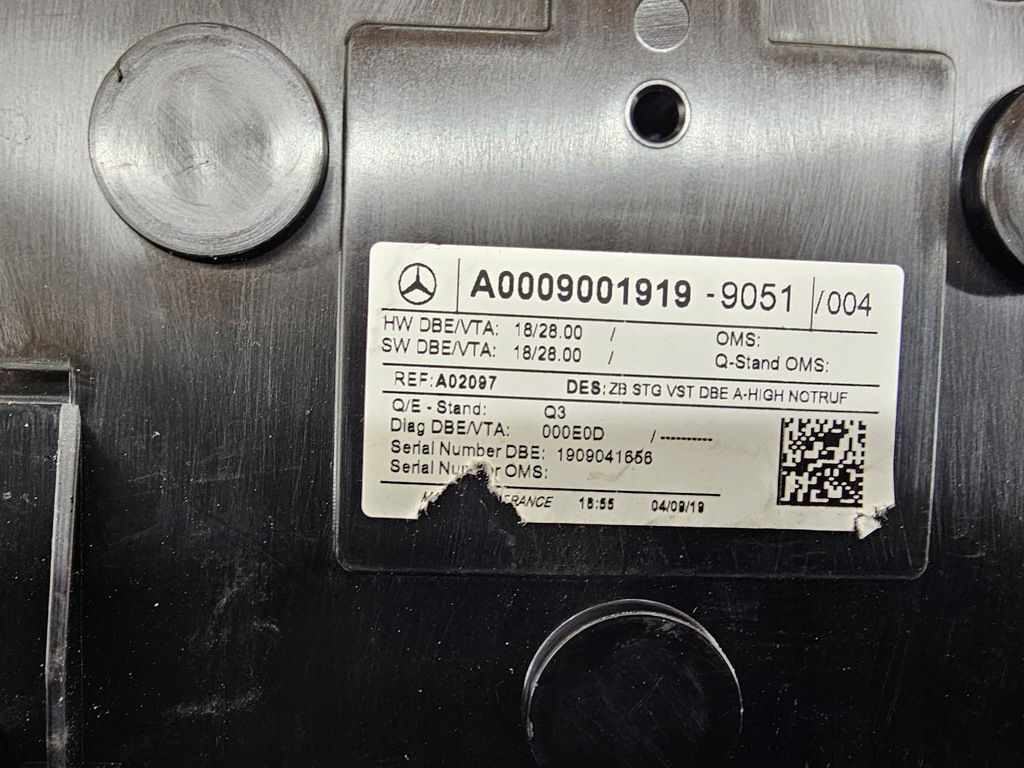 A0009001919 -9051 /004
HW DBE/VTA: 18/28.00 / OMS:
SW DBE/VTA: 18/28.00 / Q-Stand OMS:
REF: A02097 DES: ZB STG VST DBE A-HIGH NOTRUF
Q/E - Stand: Q3
Diag DBE/VTA: 000E0D /----------
Serial Number DBE: 1909041656
Serial Number OMS:
FRANCE 18:55 04/09/19